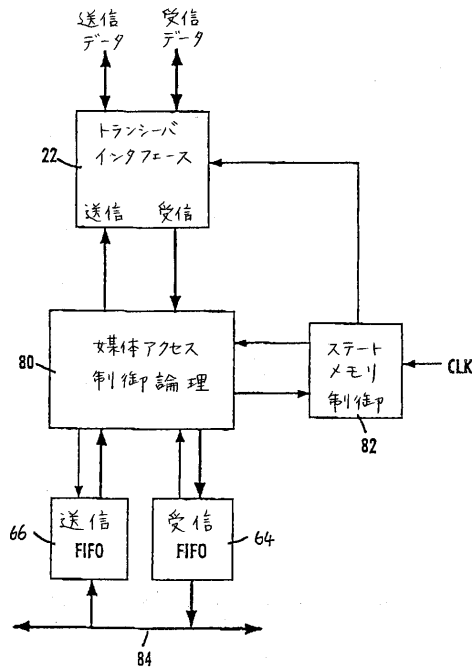 送信
データ
受信
データ
トランシーバ
インタフェース
22
送信
受信
80
媒体アクセス
制御論理
ステート
メモリ
制御
CLK
82
66
送信
FIFO
受信
FIFO
64
84